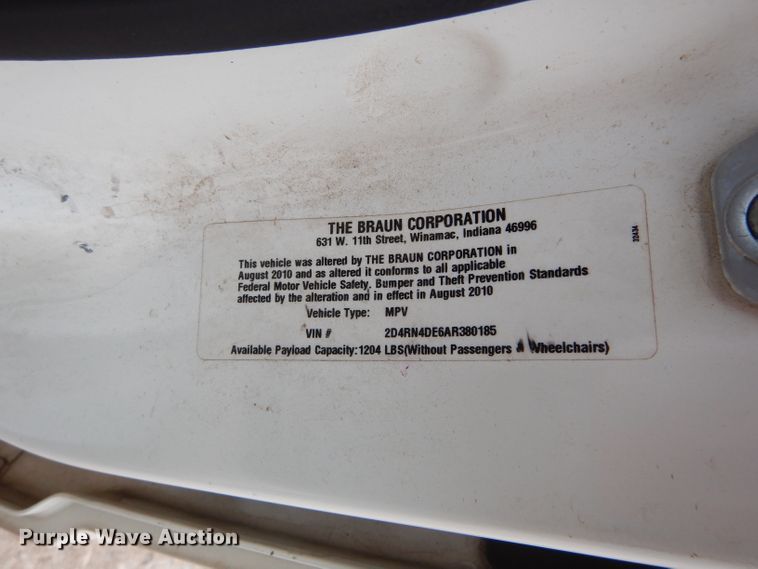 THE BRAUN CORPORATION
631 W. 11th Street, Winamac, Indiana 46996
22434
This vehicle was altered by THE BRAUN CORPORATION in
August 2010 and as altered it conforms to all applicable
Federal Motor Vehicle Safety. Bumper and Theft Prevention Standards
affected by the alteration and in effect in August 2010
Vehicle Type: MPV
VIN # 2D4RN4DE6AR380185
Available Payload Capacity:1204 LBS(Without Passengers Wheelchairs)
Purple Wave Auction